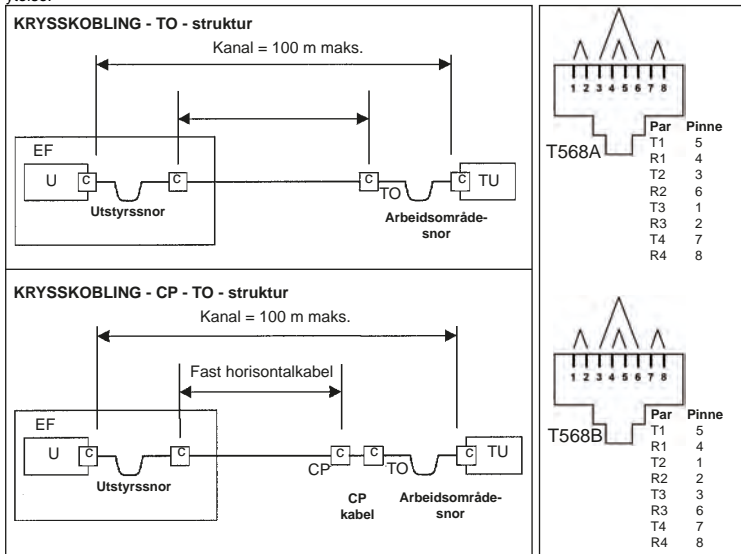 KRYSSKOBLING - TO - struktur
Kanal = 100 m maks.
EF
U
C
C
C
TO
C
TU
Utstyrssnor
Arbeidsområde-
snor
KRYSSKOBLING - CP - TO - struktur
Kanal = 100 m maks.
Fast horisontalkabel
EF
U
C
C
CP
C
C
TO
C
TU
Utstyrssnor
CP
kabel
Arbeidsområde-
snor
1 2 3 4 5 6 7 8
T568A
Par Pinne
T1 5
R1 4
T2 3
R2 6
T3 1
R3 2
T4 7
R4 8
1 2 3 4 5 6 7 8
T568B
Par Pinne
T1 5
R1 4
T2 1
R2 2
T3 3
R3 6
T4 7
R4 8